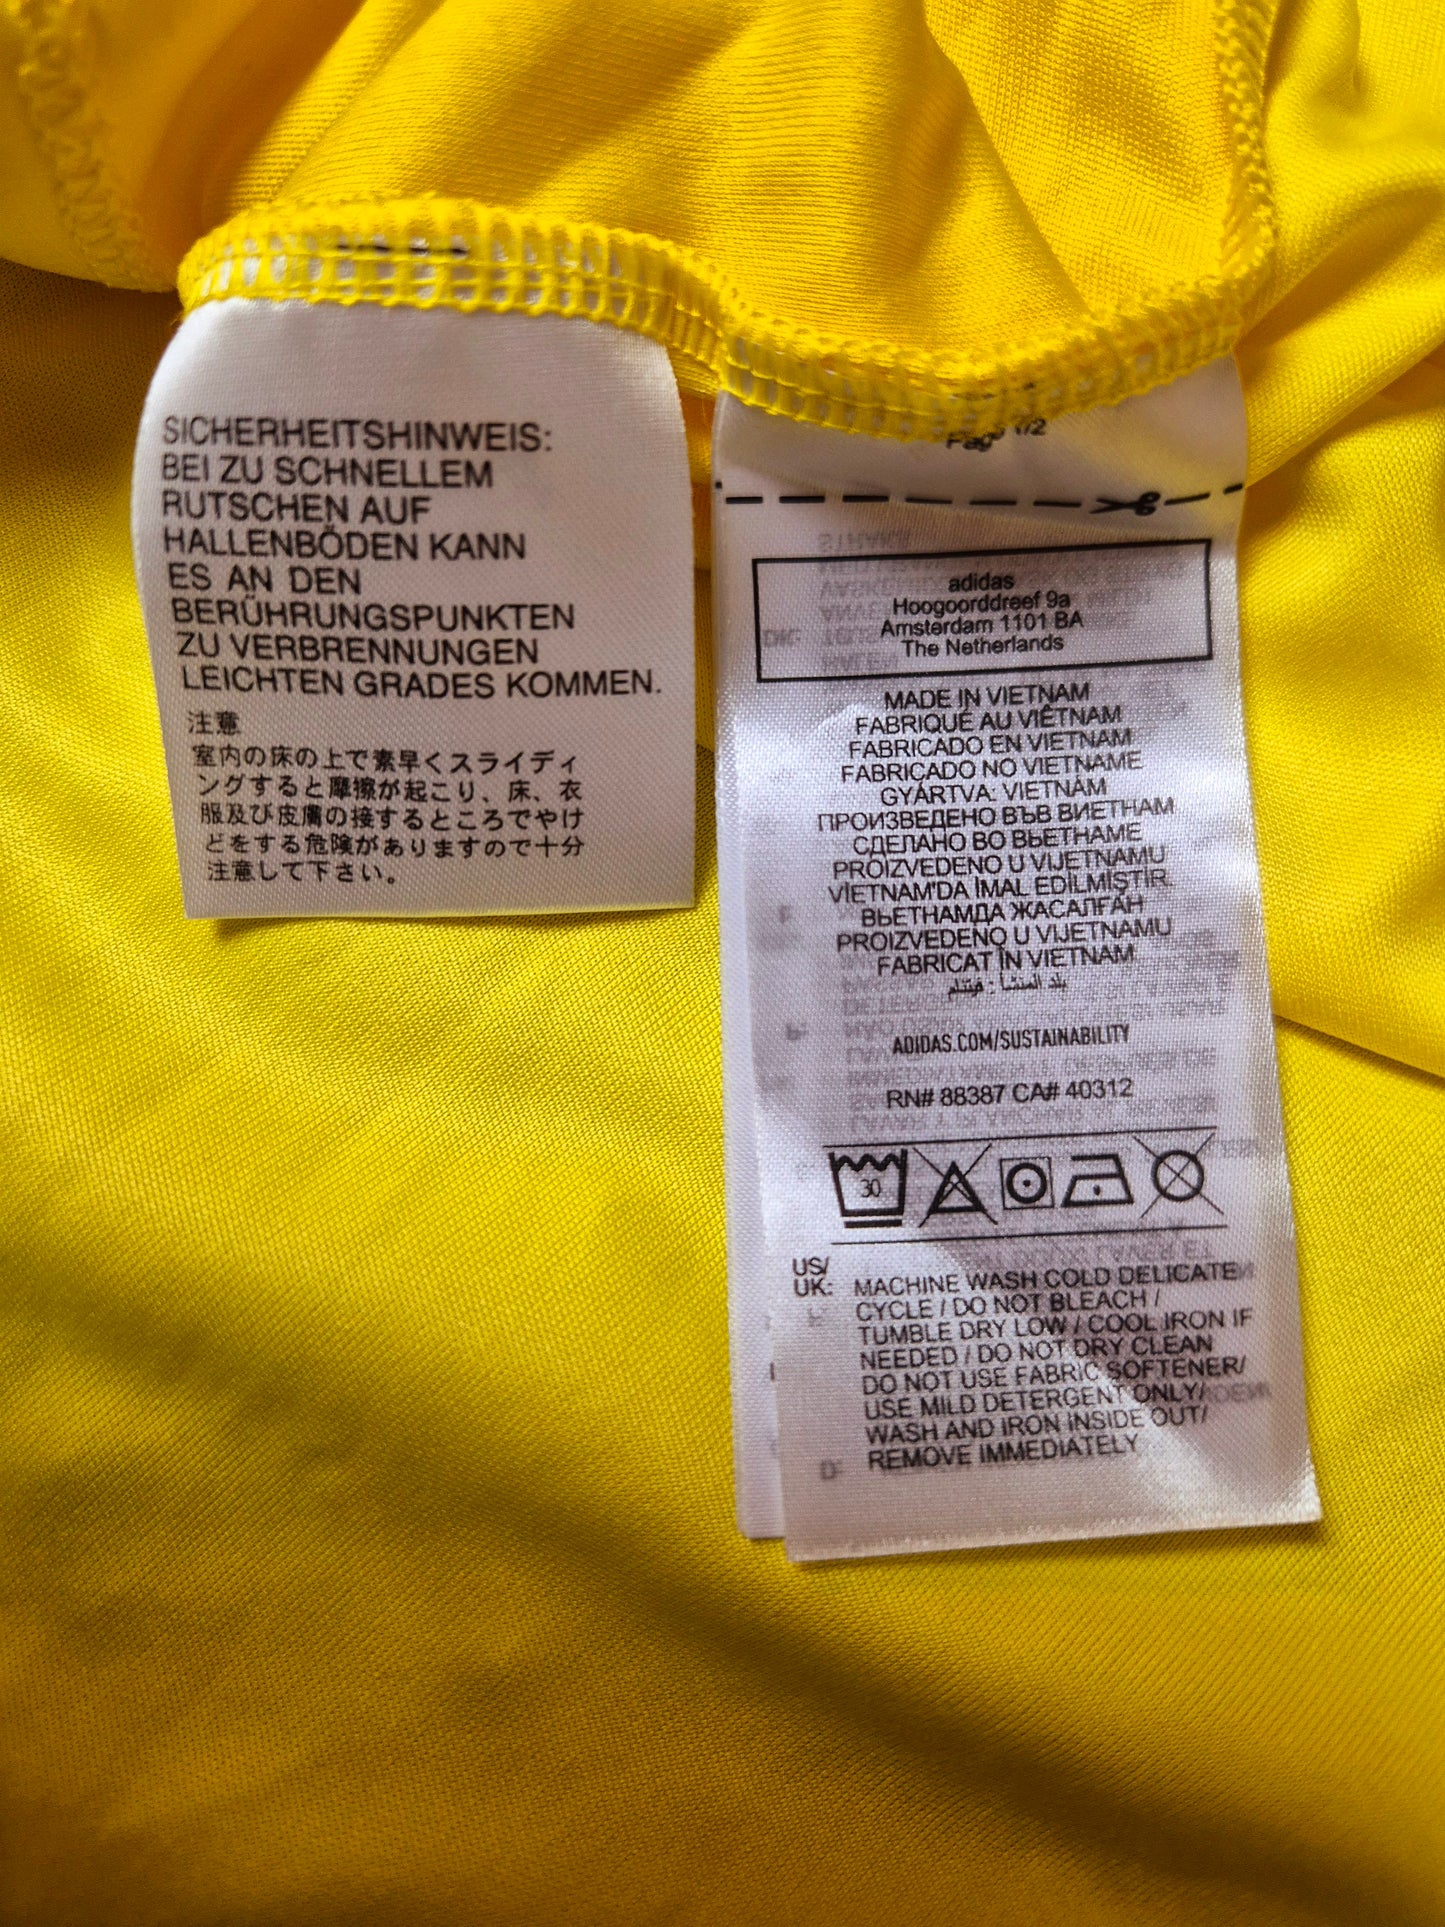 SICHERHEITSHINWEIS:
BEI ZU SCHNELLEM
RUTSCHEN AUF
HALLENBÖDEN KANN
ES AN DEN
BERÜHRUNGSPUNKTEN
ZU VERBRENNUNGEN
LEICHTEN GRADES KOMMEN.
注意
室内の床の上で素早くスライディ
ングすると摩擦が起こり、床、衣
服及び皮膚の接するところでやけ
どをする危険がありますので十分
注意して下さい。
adidas
Hoogoorddreef 9a
Amsterdam 1101 BA
The Netherlands
MADE IN VIETNAM
FABRIQUÉ AU VIÊTNAM
FABRICADO EN VIETNAM
FABRICADO NO VIETNAME
GYÁRTVA: VIETNÁM
ПРОИЗВЕДЕНО ВЪВ ВИЕТНАМ
СДЕЛАНО ВО ВЬЕТНАМЕ
PROIZVEDENO U VIJETNAMU
VİETNAM'DA İMAL EDİLMİŞTİR
ВЬЕТНАМДА ЖАСАЛҒАН
PROIZVEDENO U VIJETNAMU
FABRICAT ÎN VIETNAM
بلد المنشأ : فيتنام
ADIDAS.COM/SUSTAINABILITY
RN# 88387 CA# 40312
30
US/
UK: MACHINE WASH COLD DELICATE
CYCLE / DO NOT BLEACH /
TUMBLE DRY LOW / COOL IRON IF
NEEDED / DO NOT DRY CLEAN
DO NOT USE FABRIC SOFTENER/
USE MILD DETERGENT ONLY/
WASH AND IRON INSIDE OUT/
REMOVE IMMEDIATELY